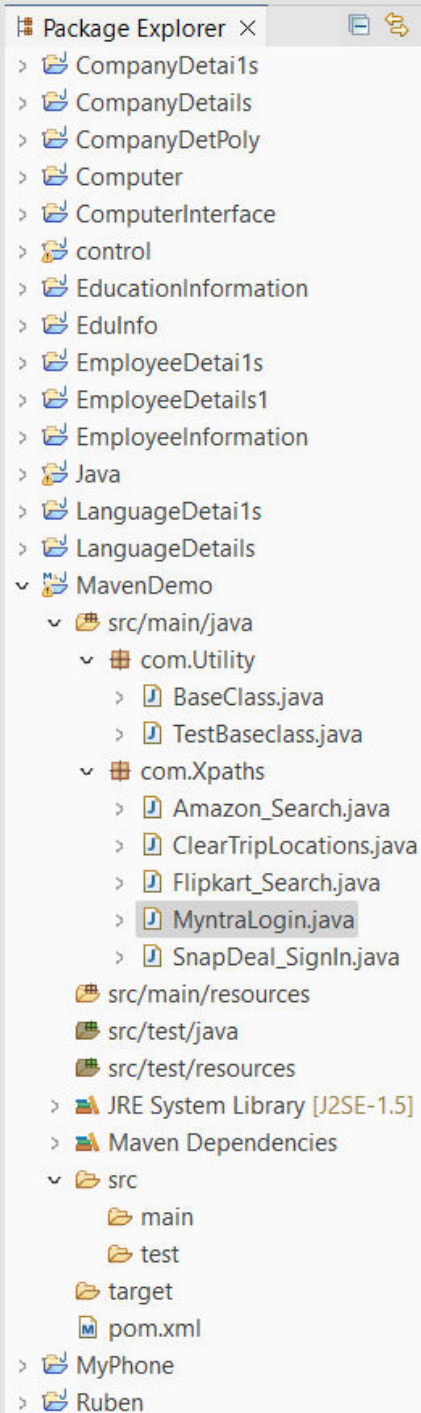 Package Explorer ×
CompanyDetai1s
CompanyDetails
CompanyDetPoly
Computer
ComputerInterface
control
EducationInformation
EduInfo
EmployeeDetai1s
EmployeeDetails1
EmployeeInformation
Java
LanguageDetai1s
LanguageDetails
MavenDemo
src/main/java
com.Utility
BaseClass.java
TestBaseclass.java
com.Xpaths
Amazon_Search.java
ClearTripLocations.java
Flipkart_Search.java
MyntraLogin.java
SnapDeal_SignIn.java
src/main/resources
src/test/java
src/test/resources
JRE System Library [J2SE-1.5]
Maven Dependencies
src
main
test
target
pom.xml
MyPhone
Ruben